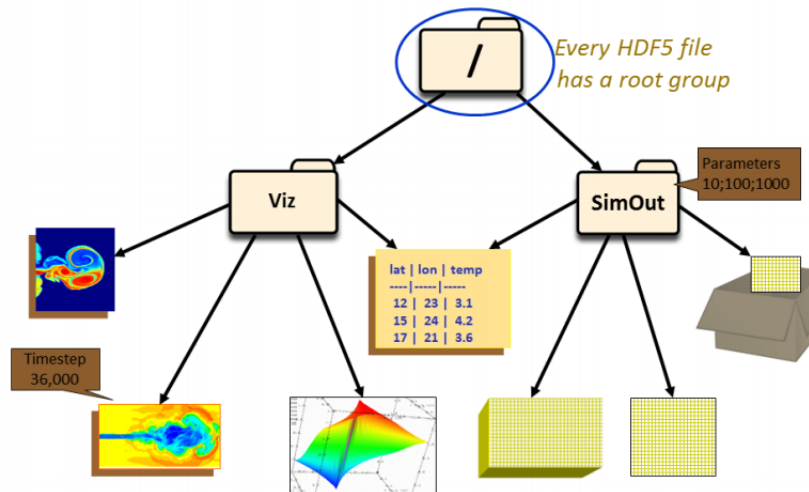 /
Every HDF5 file
has a root group
Viz
SimOut
Parameters
10;100;1000
lat | lon | temp
----|-----|-----
12 | 23 | 3.1
15 | 24 | 4.2
17 | 21 | 3.6
Timestep
36,000